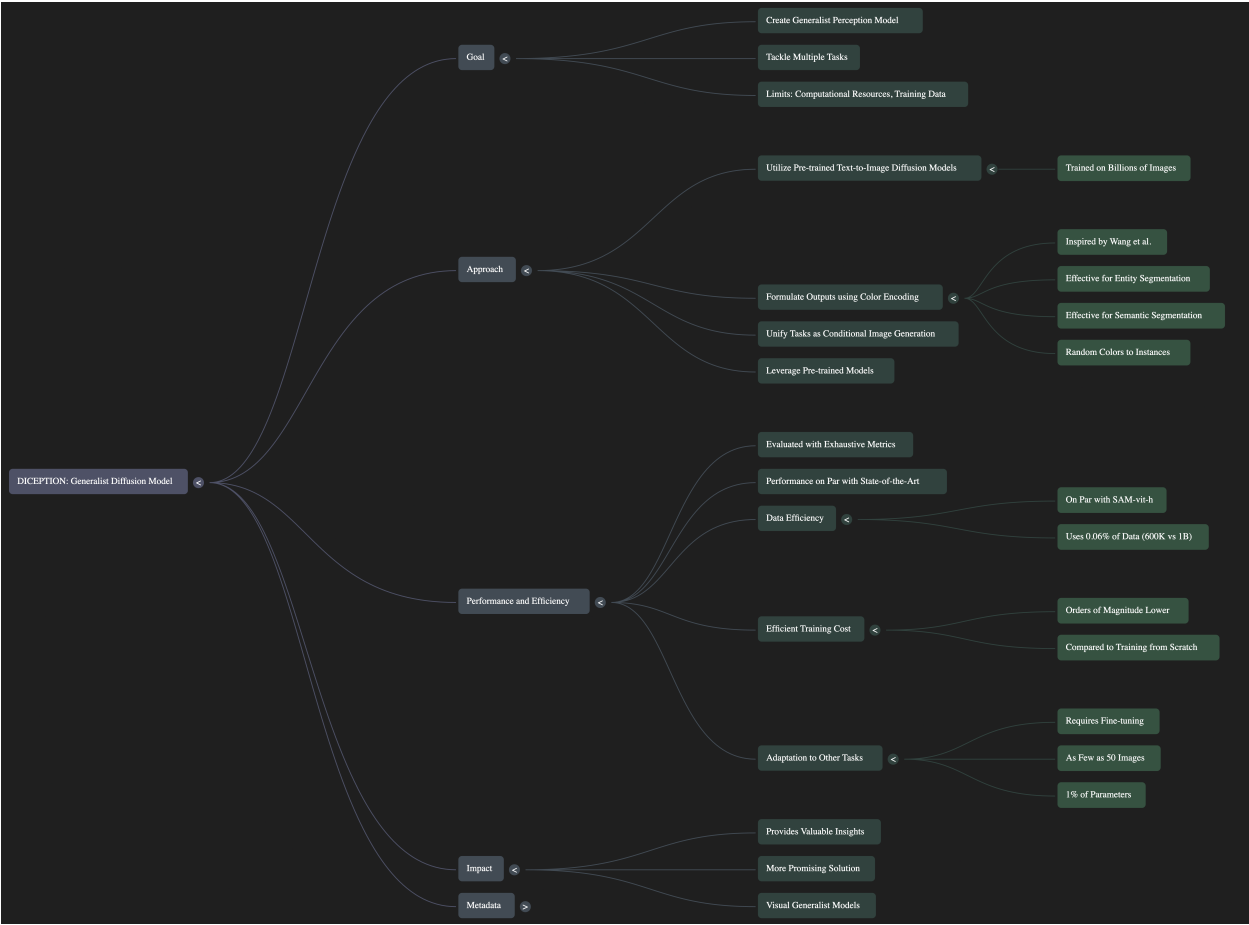 DICEPTION: Generalist Diffusion Model
Goal
Create Generalist Perception Model
Tackle Multiple Tasks
Limits: Computational Resources, Training Data
Approach
Utilize Pre-trained Text-to-Image Diffusion Models
Trained on Billions of Images
Formulate Outputs using Color Encoding
Inspired by Wang et al.
Effective for Entity Segmentation
Effective for Semantic Segmentation
Random Colors to Instances
Unify Tasks as Conditional Image Generation
Leverage Pre-trained Models
Performance and Efficiency
Evaluated with Exhaustive Metrics
Performance on Par with State-of-the-Art
Data Efficiency
On Par with SAM-vit-h
Uses 0.06% of Data (600K vs 1B)
Efficient Training Cost
Orders of Magnitude Lower
Compared to Training from Scratch
Adaptation to Other Tasks
Requires Fine-tuning
As Few as 50 Images
1% of Parameters
Impact
Provides Valuable Insights
More Promising Solution
Visual Generalist Models
Metadata